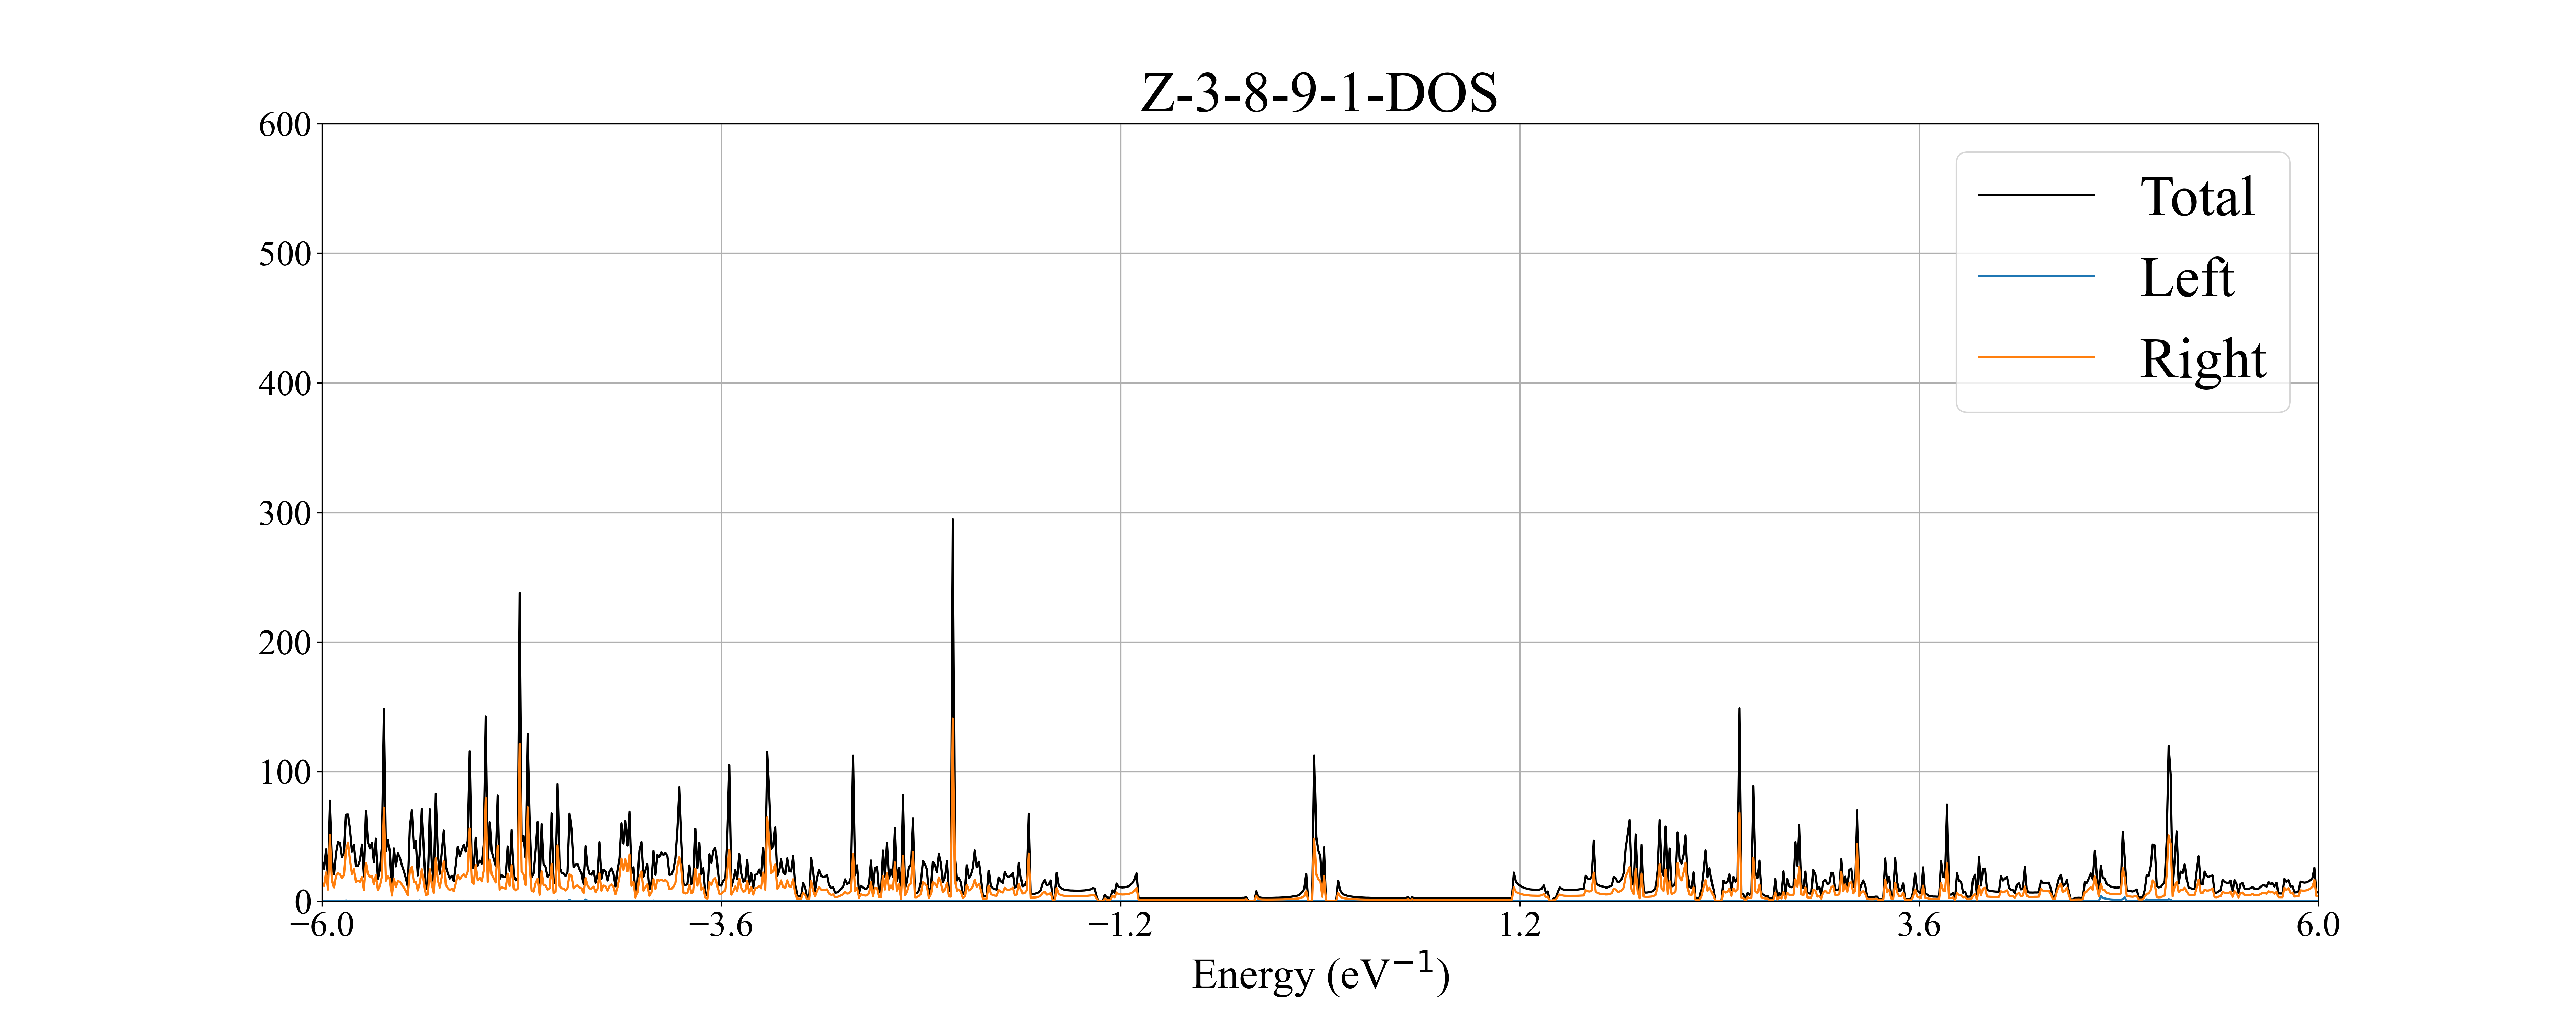 Z-3-8-9-1-DOS
600
500
400
300
200
100
0
Total
Left
Right
−6.0 −3.6 −1.2 1.2 3.6 6.0
Energy (eV⁻¹)